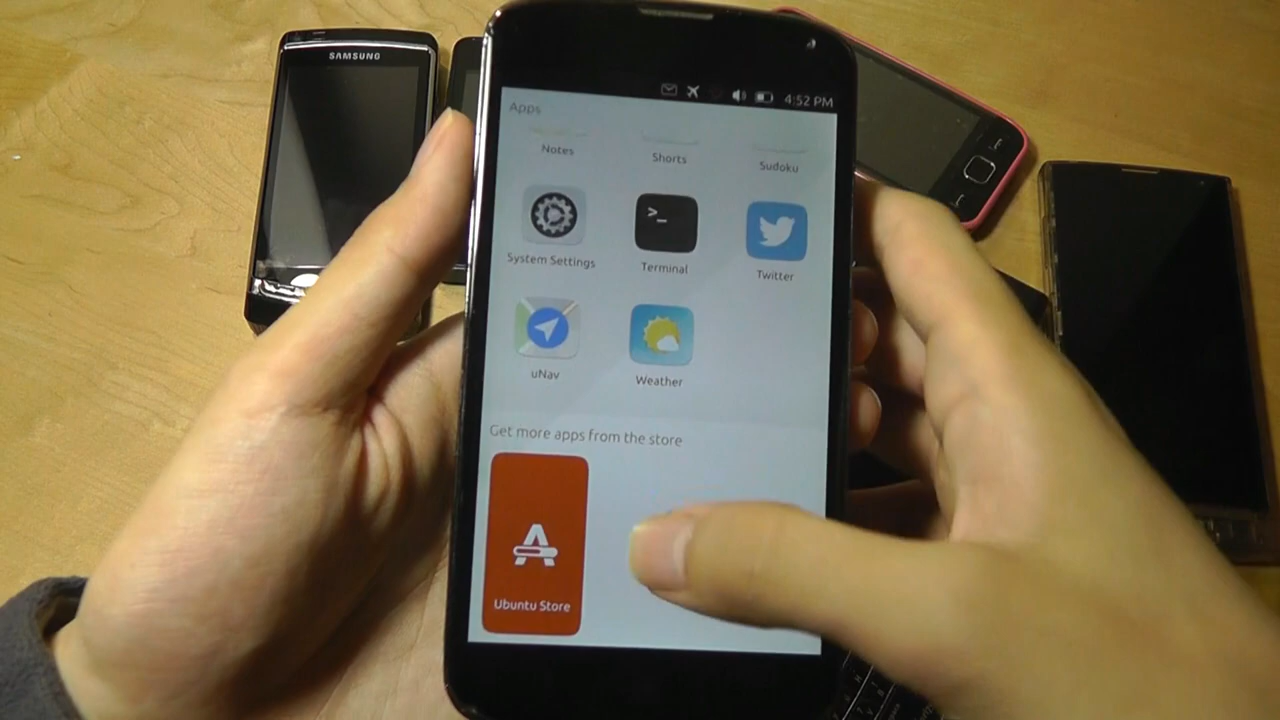 SAMSUNG
4:52 PM
Apps
Notes
Shorts
Sudoku
>_
System Settings
Terminal
Twitter
uNav
Weather
Get more apps from the store
Ubuntu Store